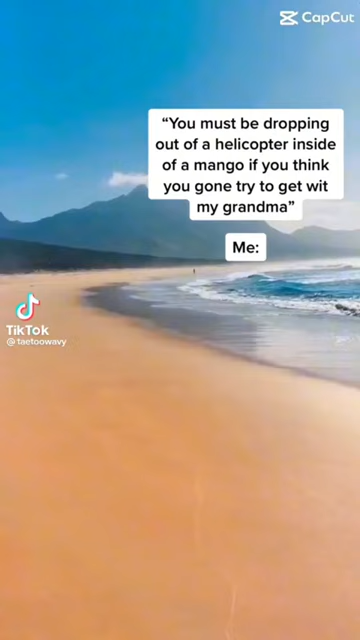 CapCut
“You must be dropping
out of a helicopter inside
of a mango if you think
you gone try to get wit
my grandma”
Me:
TikTok
@taetoowavy